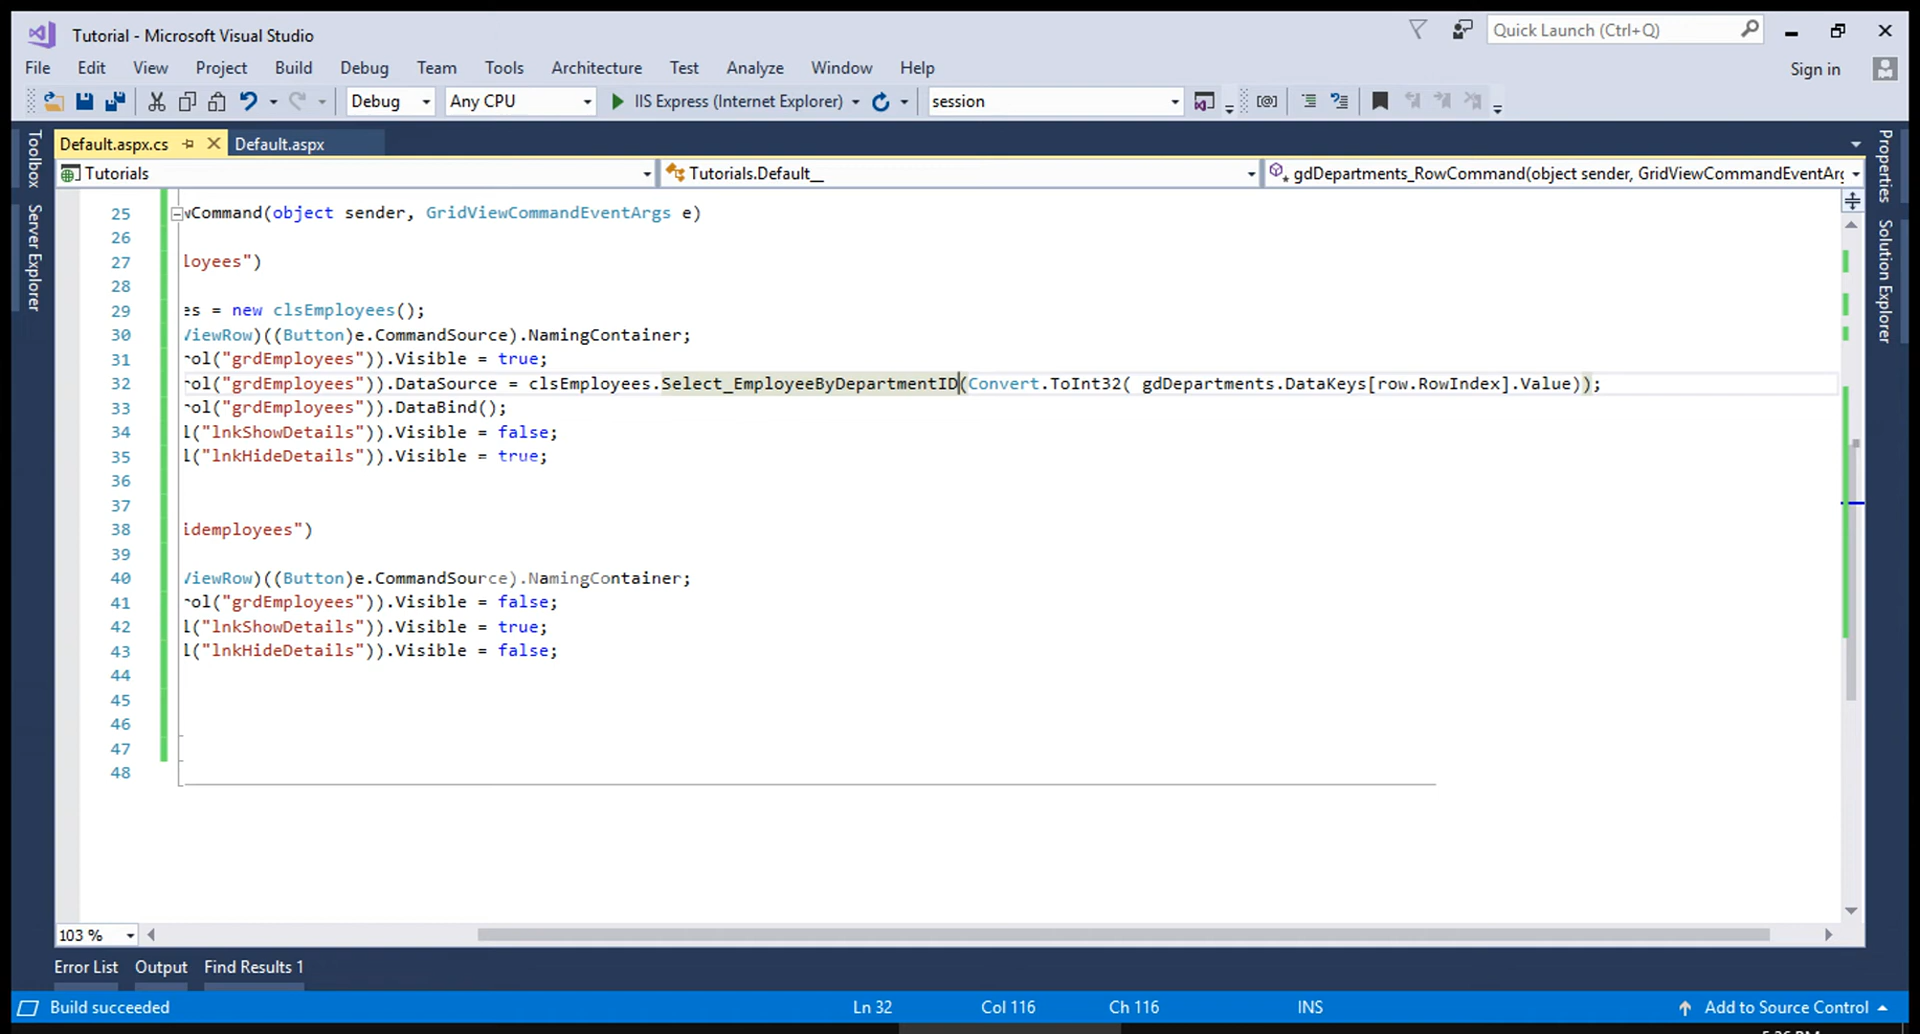 Tutorial - Microsoft Visual Studio
Quick Launch (Ctrl+Q)
File Edit View Project Build Debug Team Tools Architecture Test Analyze Window Help
Sign in
Debug Any CPU IIS Express (Internet Explorer) session
Default.aspx.cs Default.aspx
Tutorials Tutorials.Default__ gdDepartments_RowCommand(object sender, GridViewCommandEventArg
Toolbox
Server Explorer
Properties
Solution Explorer
25 wCommand(object sender, GridViewCommandEventArgs e)
26
27 loyees")
28
29 es = new clsEmployees();
30 ViewRow)((Button)e.CommandSource).NamingContainer;
31 rol("grdEmployees")).Visible = true;
32 rol("grdEmployees")).DataSource = clsEmployees.Select_EmployeeByDepartmentID(Convert.ToInt32( gdDepartments.DataKeys[row.RowIndex].Value));
33 rol("grdEmployees")).DataBind();
34 l("lnkShowDetails")).Visible = false;
35 l("lnkHideDetails")).Visible = true;
36
37
38 idemployees")
39
40 ViewRow)((Button)e.CommandSource).NamingContainer;
41 rol("grdEmployees")).Visible = false;
42 l("lnkShowDetails")).Visible = true;
43 l("lnkHideDetails")).Visible = false;
44
45
46
47
48
103 %
Error List Output Find Results 1
Build succeeded Ln 32 Col 116 Ch 116 INS Add to Source Control